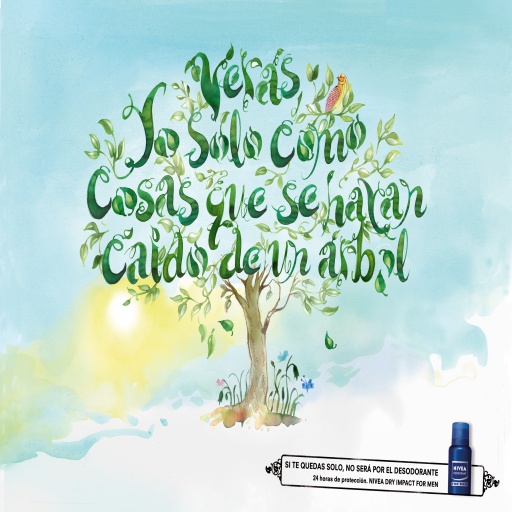 Verás,
Yo solo como
Cosas que se hayan
Caído de un árbol
SI TE QUEDAS SOLO, NO SERÁ POR EL DESODORANTE
24 horas de protección. NIVEA DRY IMPACT FOR MEN
NIVEA